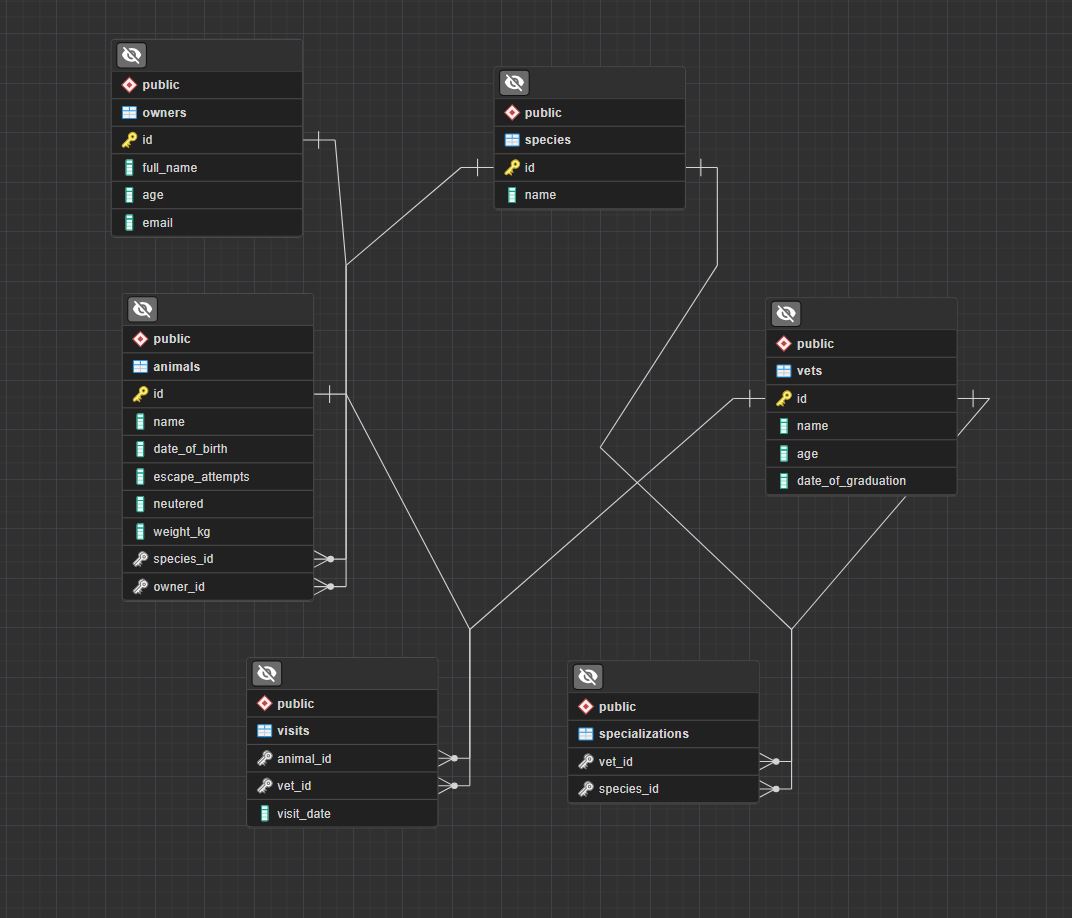 public
owners
id
full_name
age
email
public
species
id
name
public
animals
id
name
date_of_birth
escape_attempts
neutered
weight_kg
species_id
owner_id
public
vets
id
name
age
date_of_graduation
public
visits
animal_id
vet_id
visit_date
public
specializations
vet_id
species_id